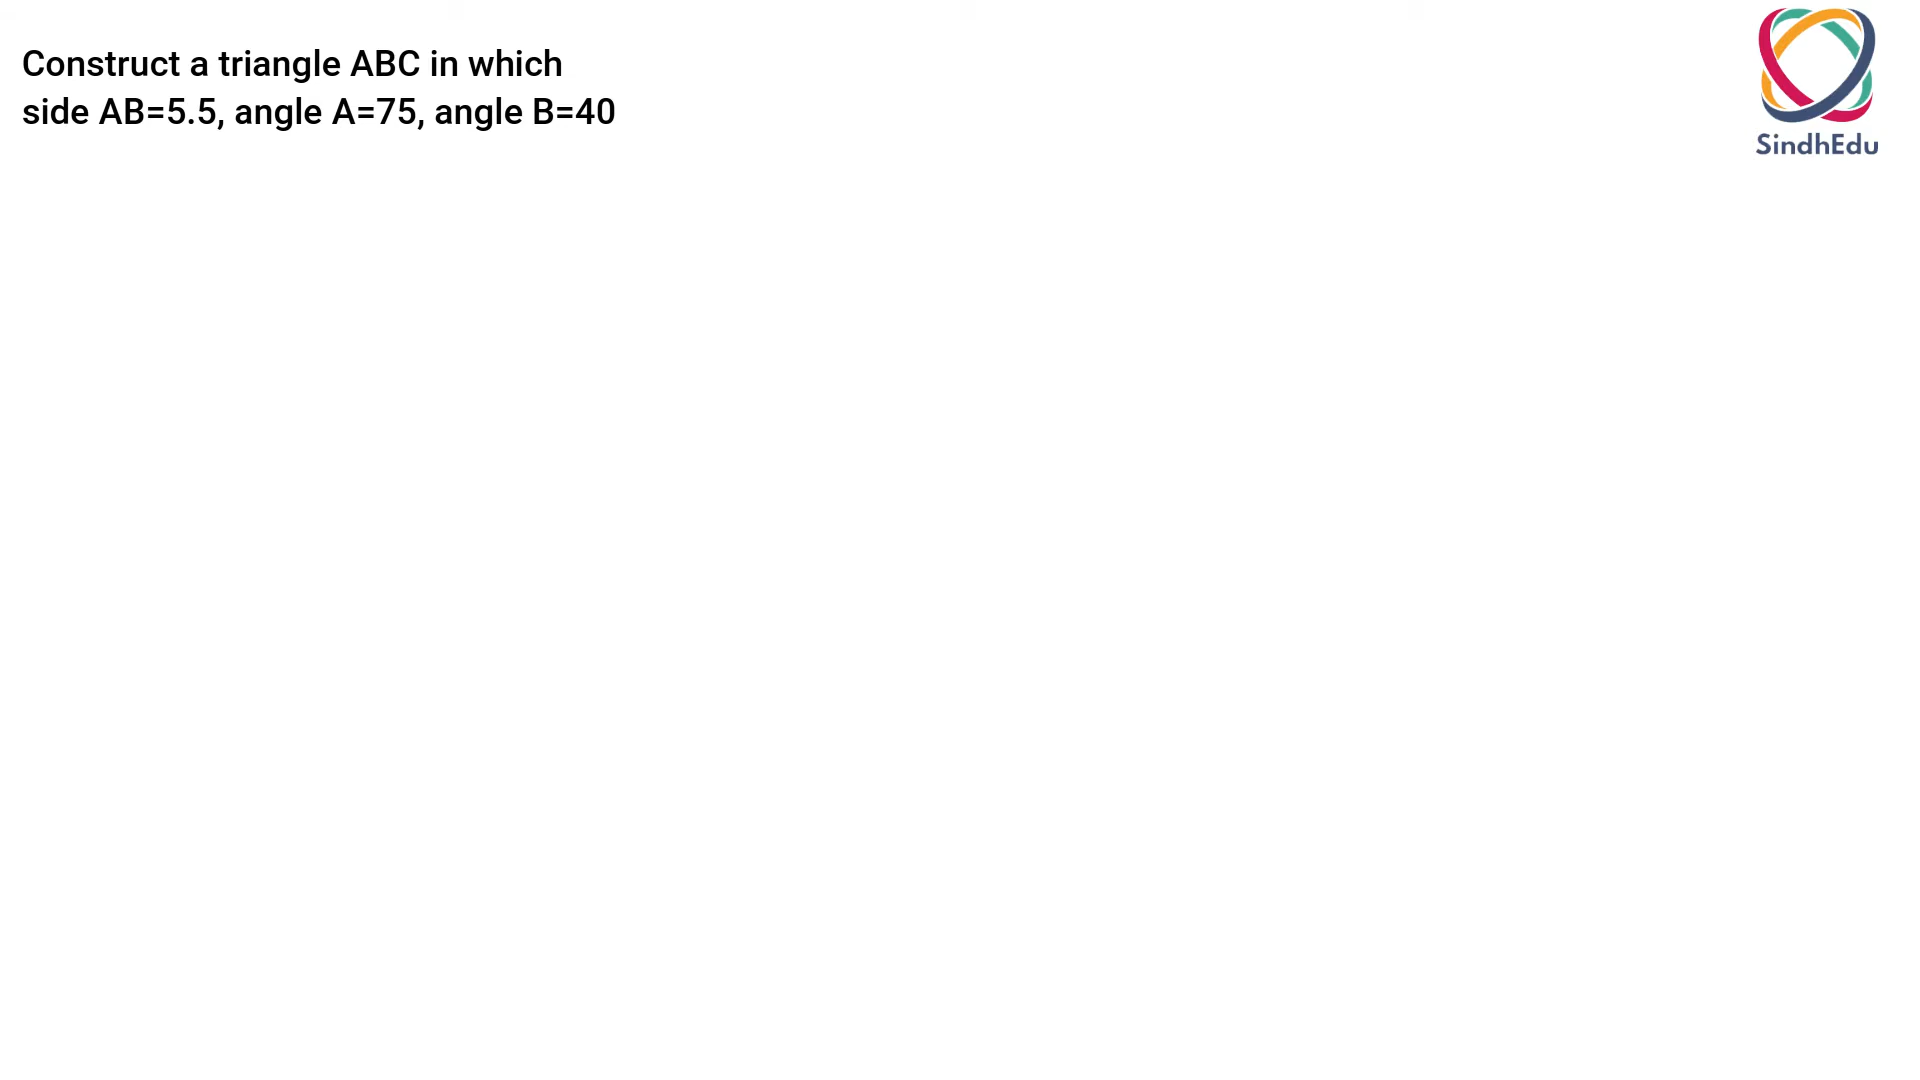 Construct a triangle ABC in which
side AB=5.5, angle A=75, angle B=40
SindhEdu